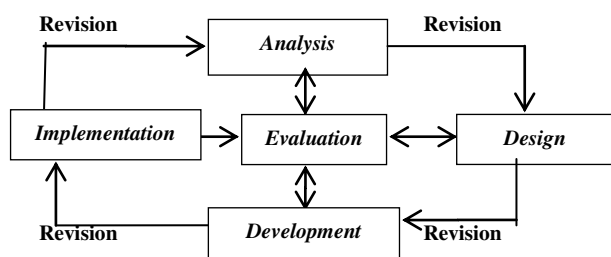 Revision
Revision
Analysis
Implementation
Evaluation
Design
Revision
Development
Revision